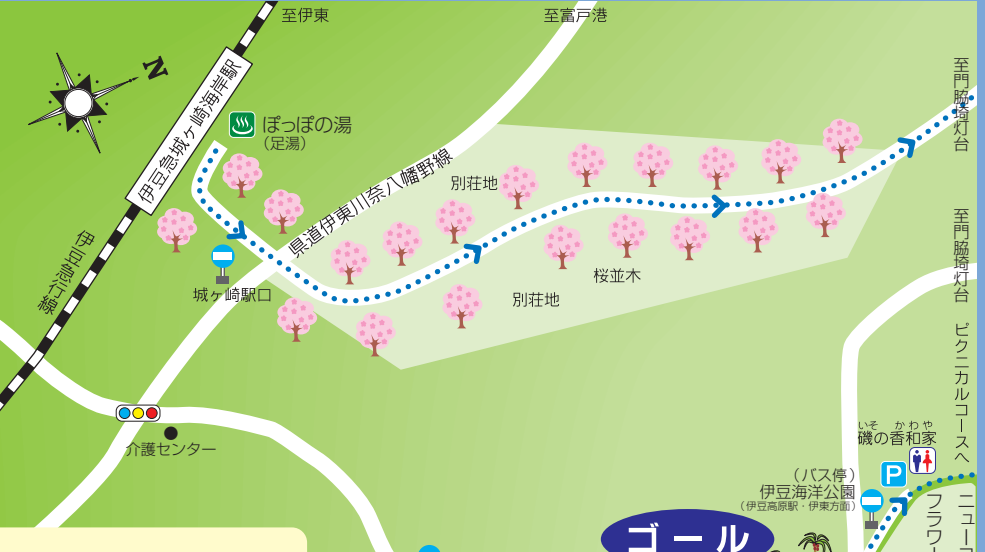 至伊東
至富戸港
N
伊豆急城ヶ崎海岸駅
ぽっぽの湯
（足湯）
伊豆急行線
県道伊東川奈八幡野線
城ヶ崎駅口
別荘地
別荘地
桜並木
至門脇埼灯台
至門脇埼灯台
ピクニカルコースへ
介護センター
いそ かわや
磯の香和家
P
（バス停）
伊豆海洋公園
（伊豆高原駅・伊東方面）
ゴール
ニュー
フラワ